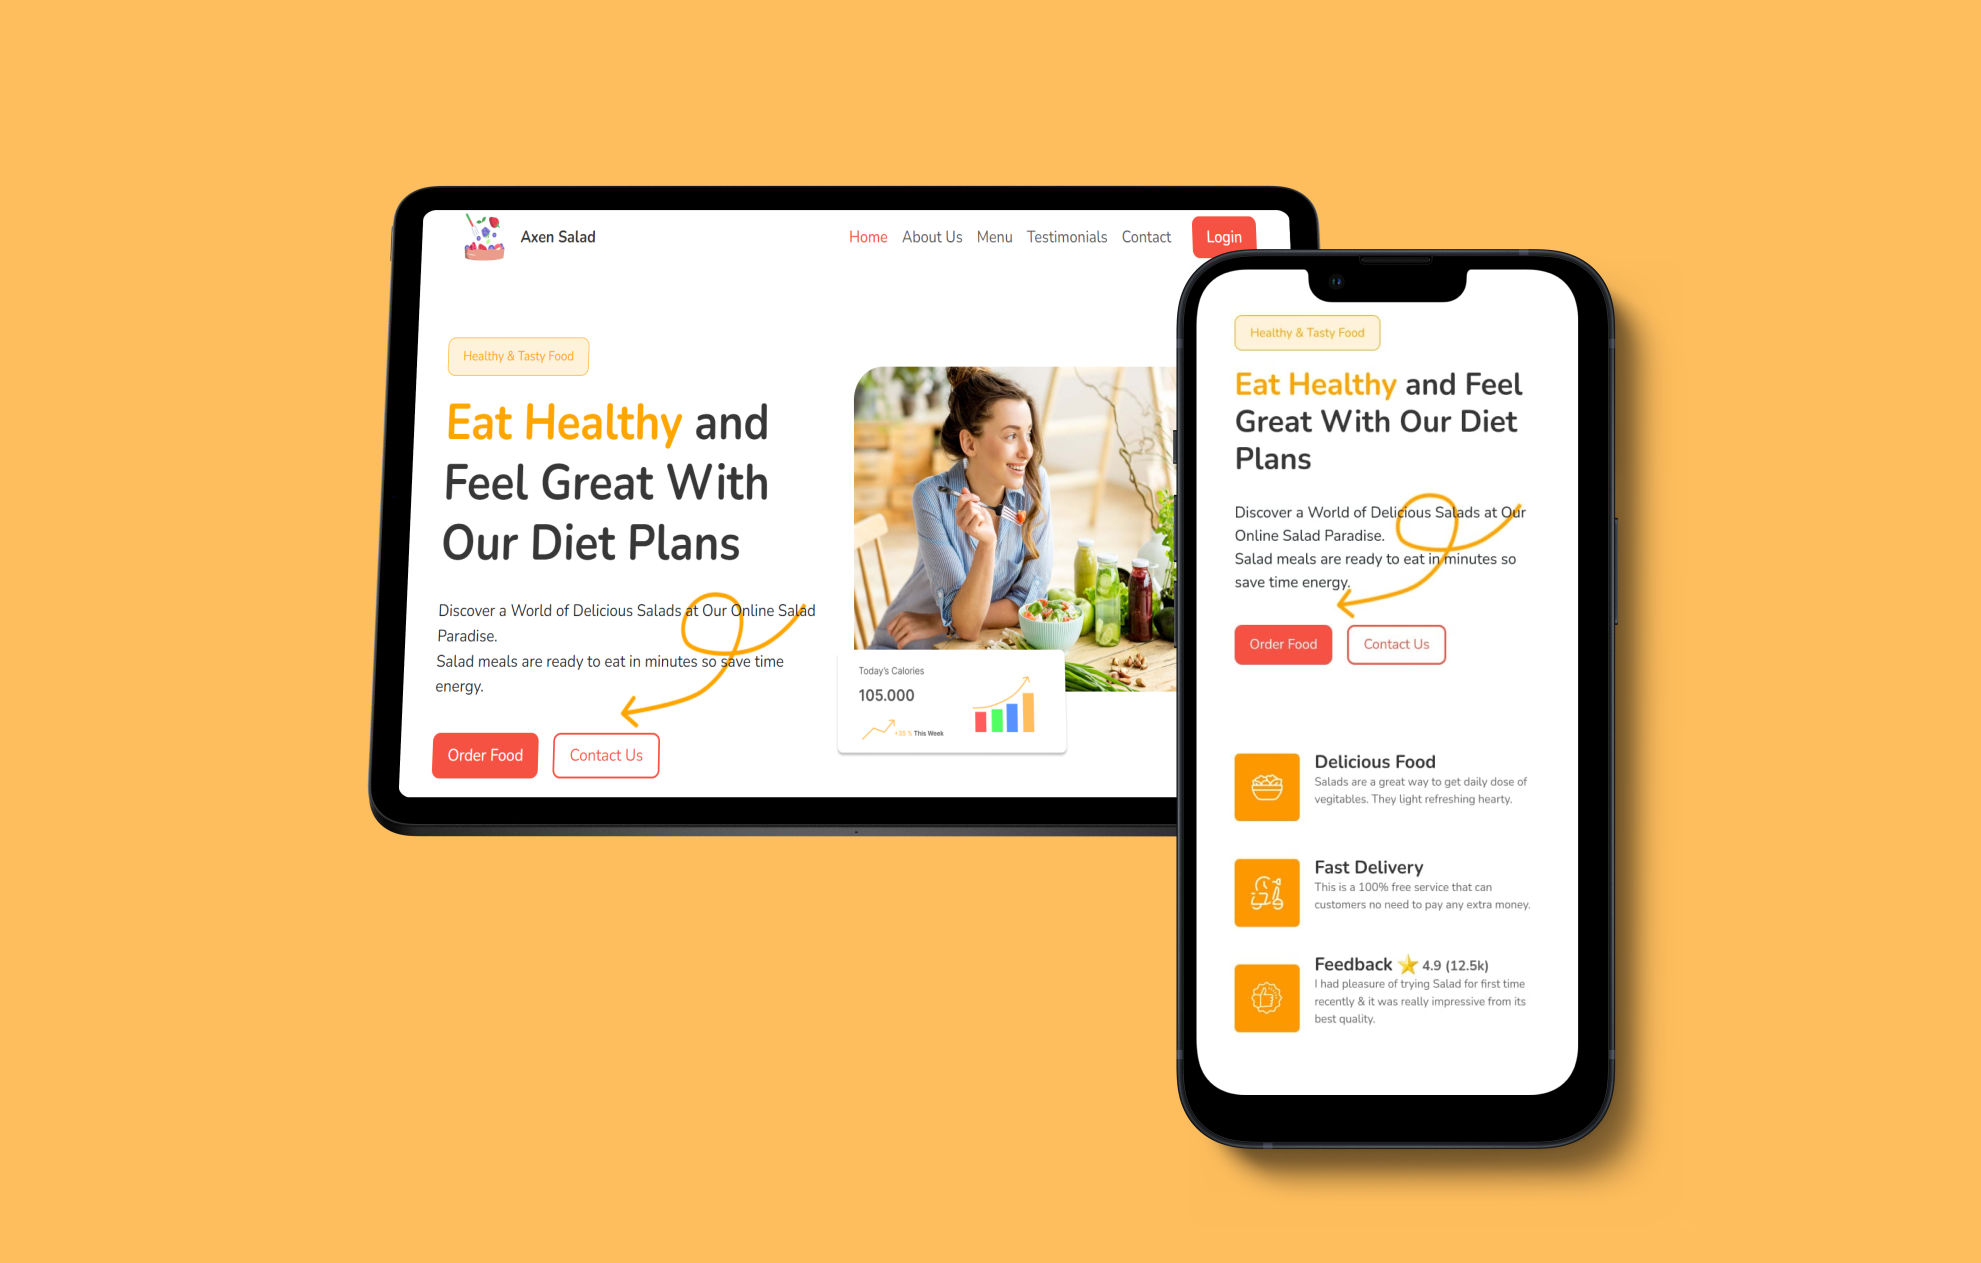 Axen Salad
Home About Us Menu Testimonials Contact Login
Healthy & Tasty Food
Eat Healthy and
Feel Great With
Our Diet Plans
Discover a World of Delicious Salads at Our Online Salad
Paradise.
Salad meals are ready to eat in minutes so save time
energy.
Order Food Contact Us
Today's Calories
105.000
This Week
Healthy & Tasty Food
Eat Healthy and Feel
Great With Our Diet
Plans
Discover a World of Delicious Salads at Our
Online Salad Paradise.
Salad meals are ready to eat in minutes so
save time energy.
Order Food Contact Us
Delicious Food
Salads are a great way to get daily dose of
vegitables. They light refreshing hearty.
Fast Delivery
This is a 100% free service that can
customers no need to pay any extra money.
Feedback ⭐ 4.9 (12.5k)
I had pleasure of trying Salad for first time
recently & it was really impressive from its
best quality.